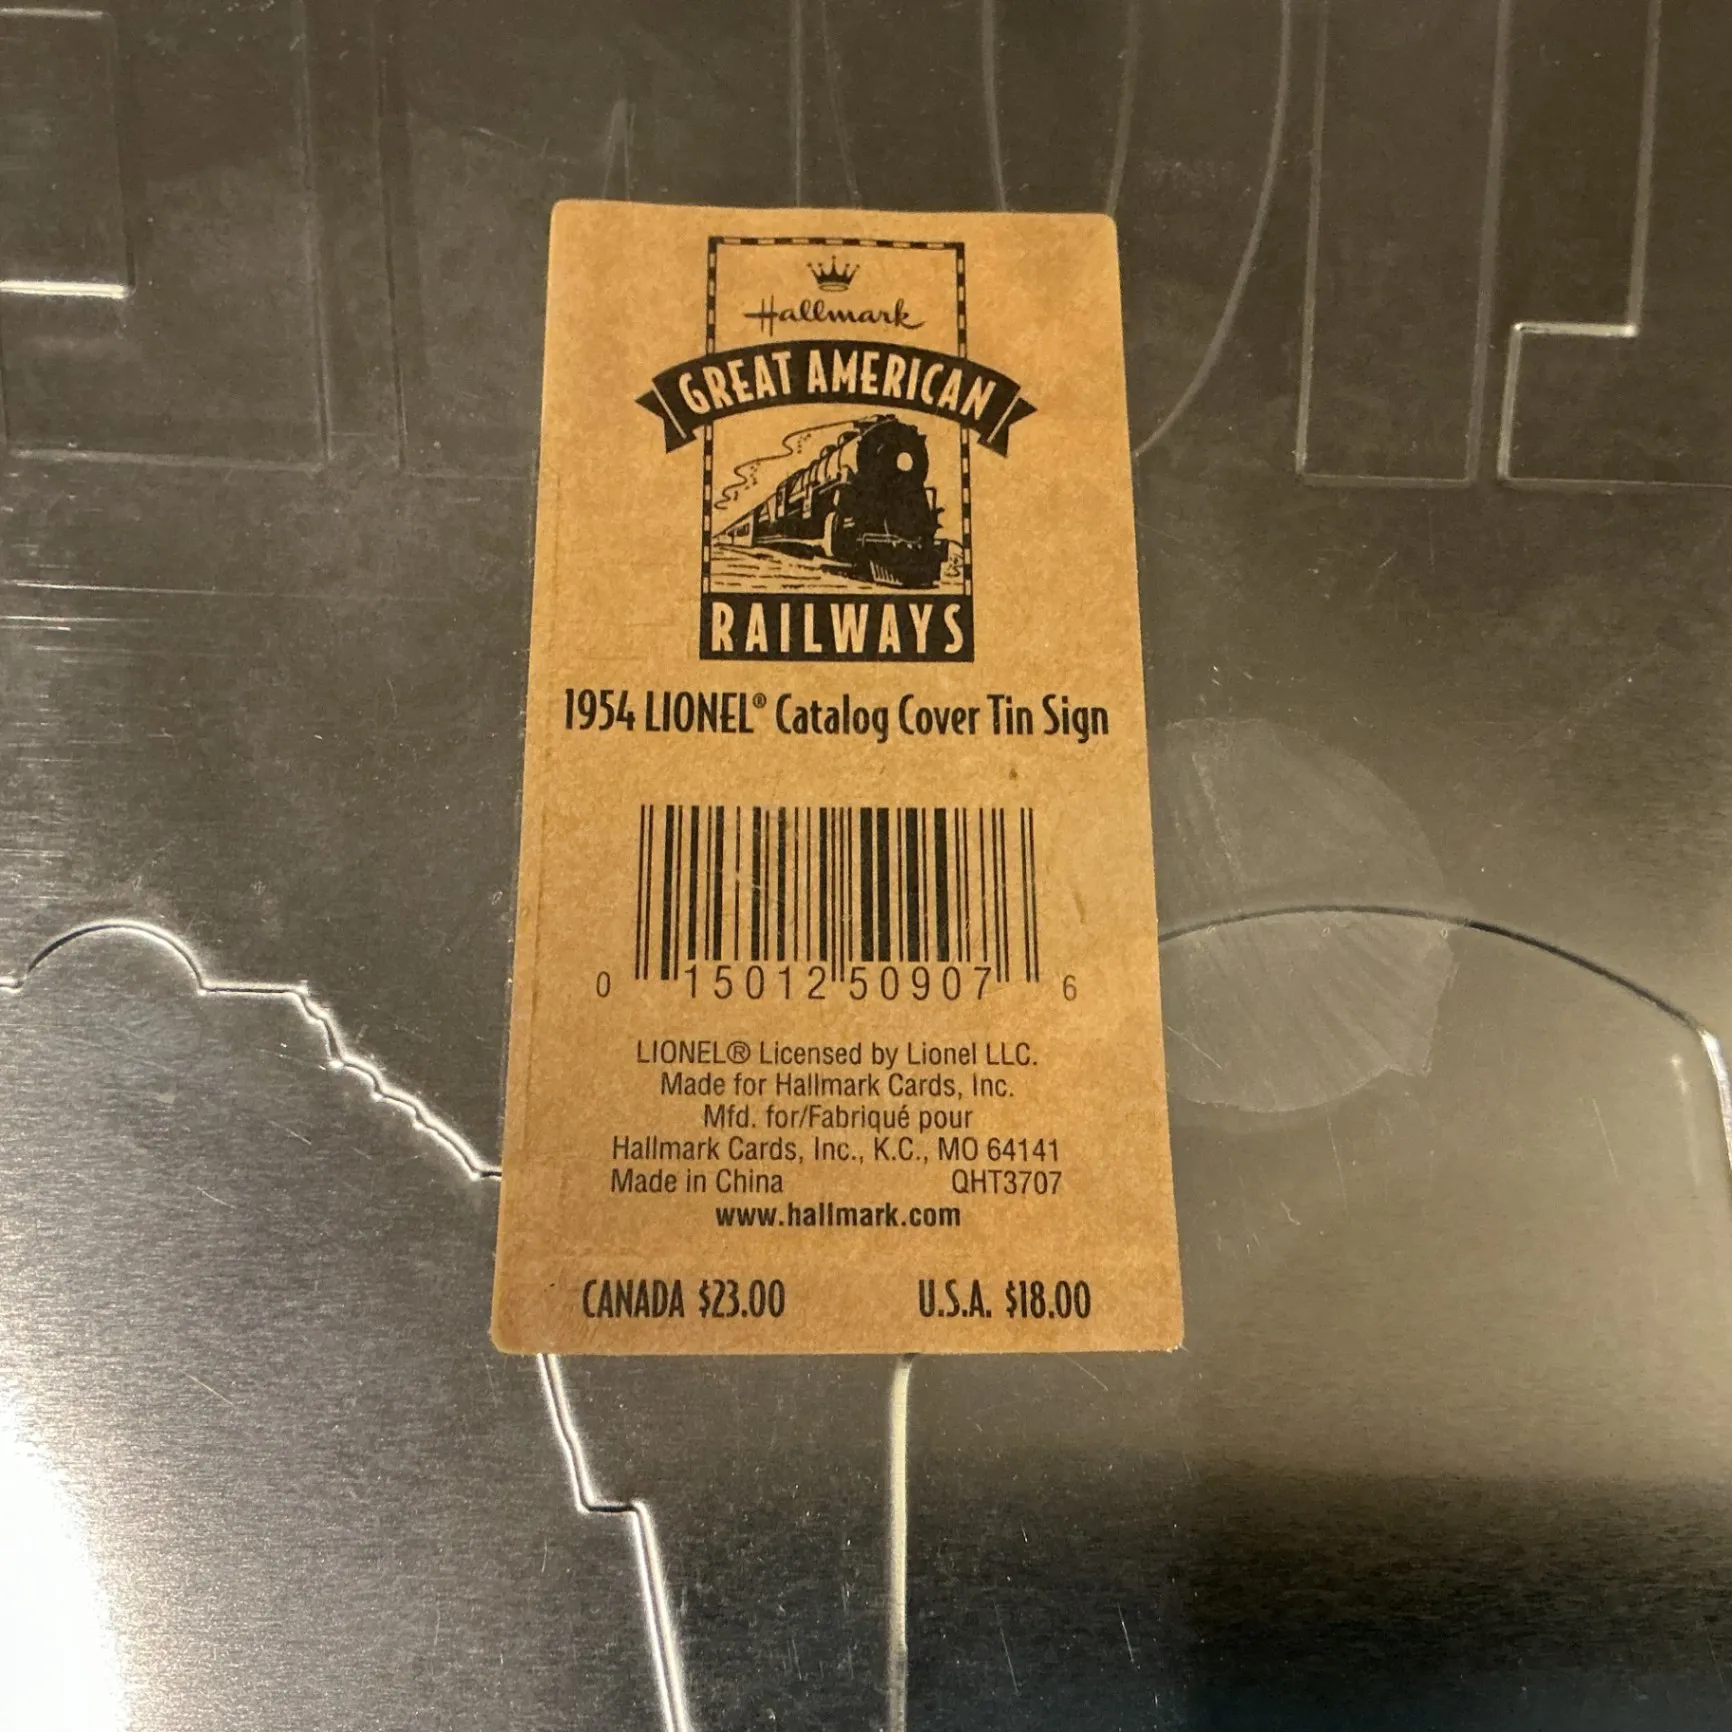 Hallmark
GREAT AMERICAN
RAILWAYS
1954 LIONEL® Catalog Cover Tin Sign
0 15012 50907 6
LIONEL® Licensed by Lionel LLC.
Made for Hallmark Cards, Inc.
Mfd. for/Fabriqué pour
Hallmark Cards, Inc., K.C., MO 64141
Made in China QHT3707
www.hallmark.com
CANADA $23.00 U.S.A. $18.00